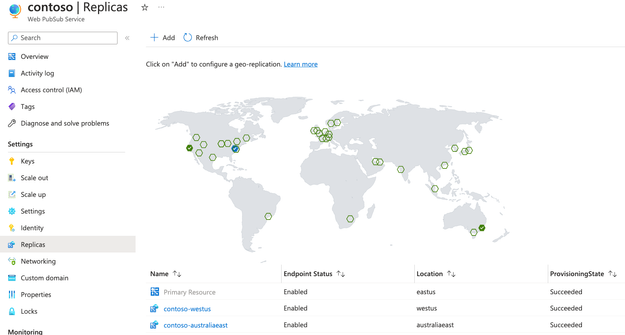 contoso | Replicas
Web PubSub Service
Search
Overview
Activity log
Access control (IAM)
Tags
Diagnose and solve problems
Settings
Keys
Scale out
Scale up
Settings
Identity
Replicas
Networking
Custom domain
Properties
Locks
Monitoring
Add Refresh
Click on "Add" to configure a geo-replication. Learn more
Name Endpoint Status Location ProvisioningState
Primary Resource Enabled eastus Succeeded
contoso-westus Enabled westus Succeeded
contoso-australiaeast Enabled australiaeast Succeeded